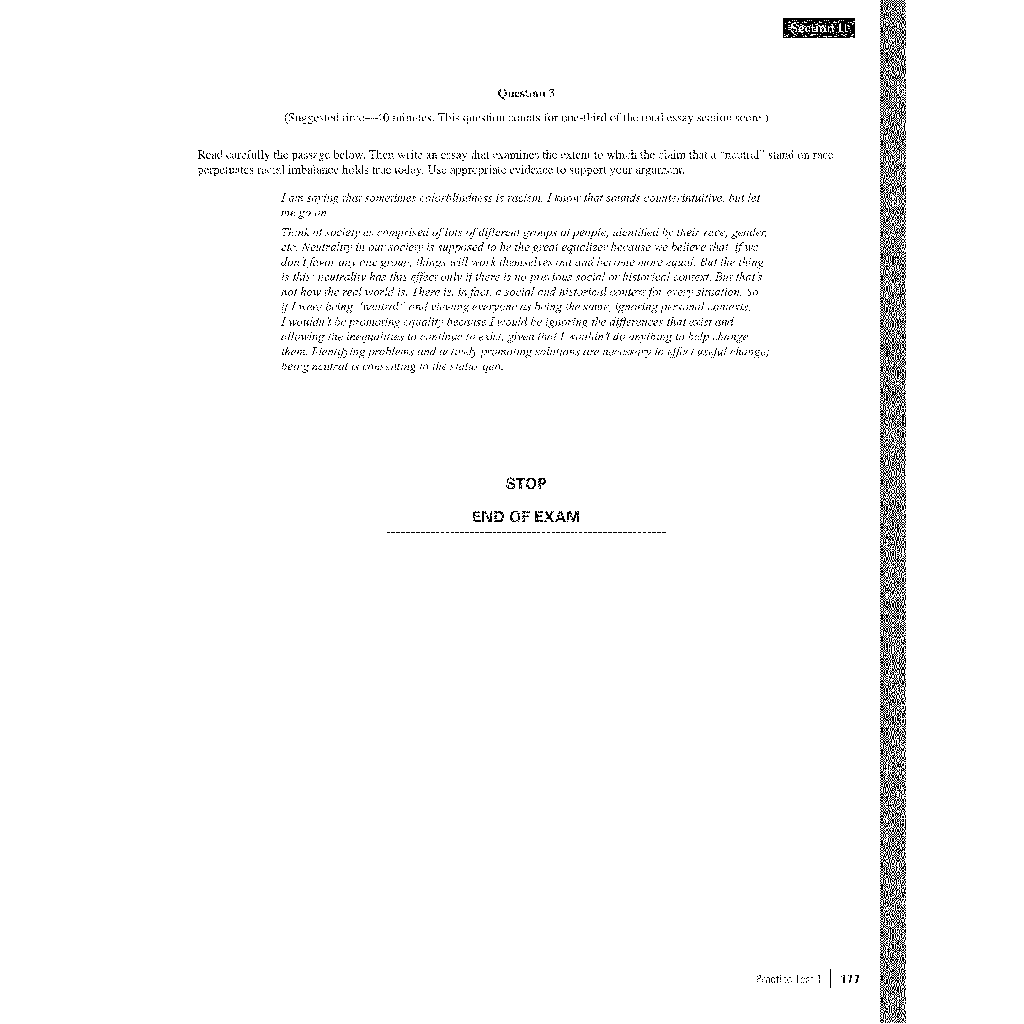 Section II
Question 3
(Suggested time—40 minutes. This question counts for one-third of the total essay section score.)
Read carefully the passage below. Then write an essay that examines the extent to which the claim that a "neutral" stand on race
perpetuates racial imbalance holds true today. Use appropriate evidence to support your argument.
I am saying that sometimes colorblindness is racism. I know that sounds counterintuitive, but let
me go on.
Think of society as comprised of lots of different groups of people, identified by their race, gender,
etc. Neutrality in our society is supposed to be the great equalizer because we believe that, if we
don't favor any one group, things will work themselves out and become more equal. But the thing
is this: neutrality has this effect only if there is no previous social or historical context. But that's
not how the real world is. There is, in fact, a social and historical context for every situation. So
if I were being "neutral" and viewing everyone as being the same, ignoring personal contexts,
I wouldn't be promoting equality because I would be ignoring the differences that exist and
allowing the inequalities to continue to exist, given that I wouldn't do anything to help change
them. Identifying problems and actively promoting solutions are necessary to effect useful change;
being neutral is consenting to the status quo.
STOP
END OF EXAM
Practice Test 1 | 177